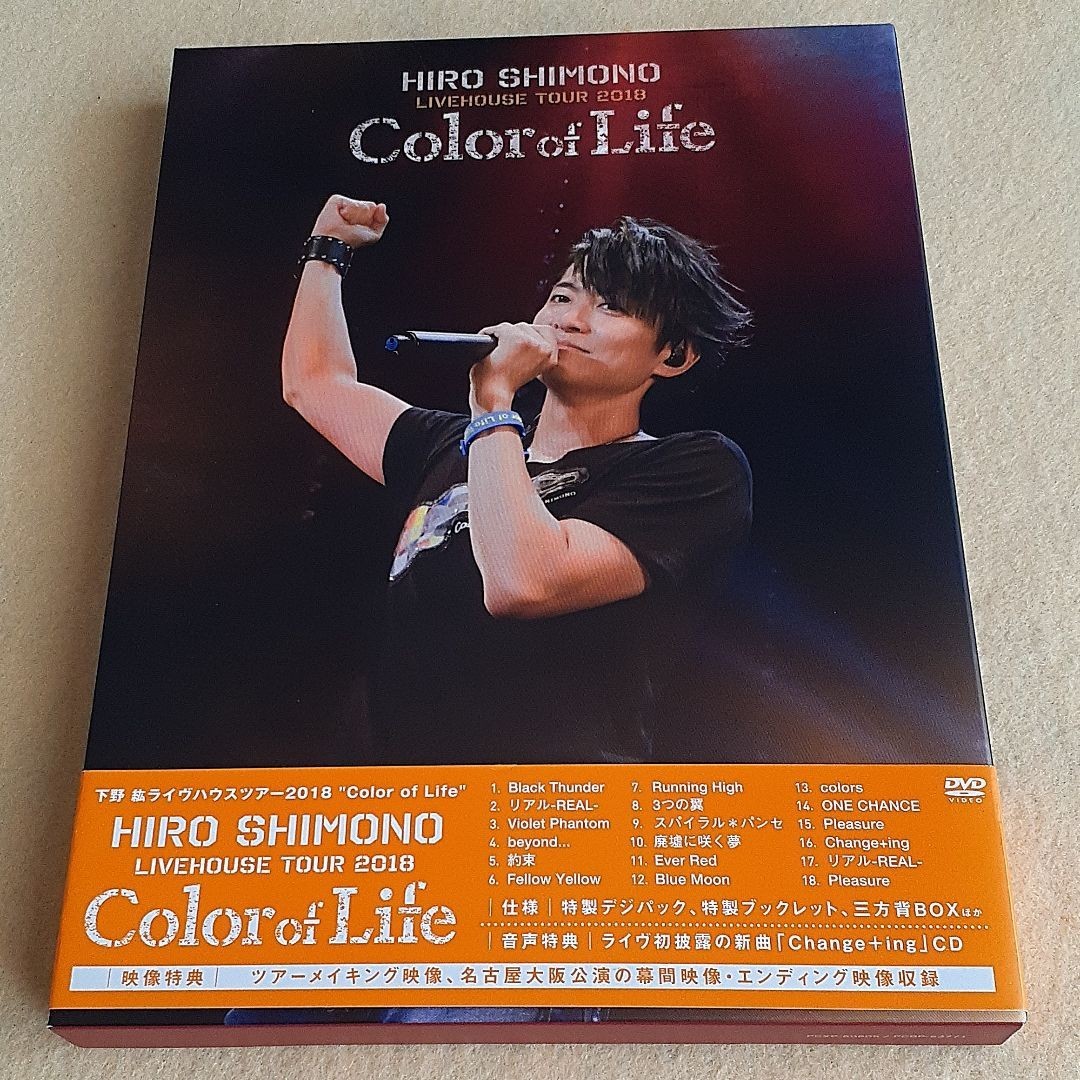 HIRO SHIMONO
LIVEHOUSE TOUR 2018
Color of Life
or of Life
IMONO
下野 紘ライヴハウスツアー2018 "Color of Life"
HIRO SHIMONO
LIVEHOUSE TOUR 2018
Color of Life
1. Black Thunder
2. リアル-REAL-
3. Violet Phantom
4. beyond...
5. 約束
6. Fellow Yellow
7. Running High
8. 3つの翼
9. スパイラル＊パンセ
10. 廃墟に咲く夢
11. Ever Red
12. Blue Moon
13. colors
14. ONE CHANCE
15. Pleasure
16. Change+ing
17. リアル-REAL-
18. Pleasure
DVD
VIDEO
｜仕様｜特製デジパック、特製ブックレット、三方背BOXほか
｜音声特典｜ライヴ初披露の新曲「Change+ing」CD
｜映像特典｜ ツアーメイキング映像、名古屋大阪公演の幕間映像・エンディング映像収録